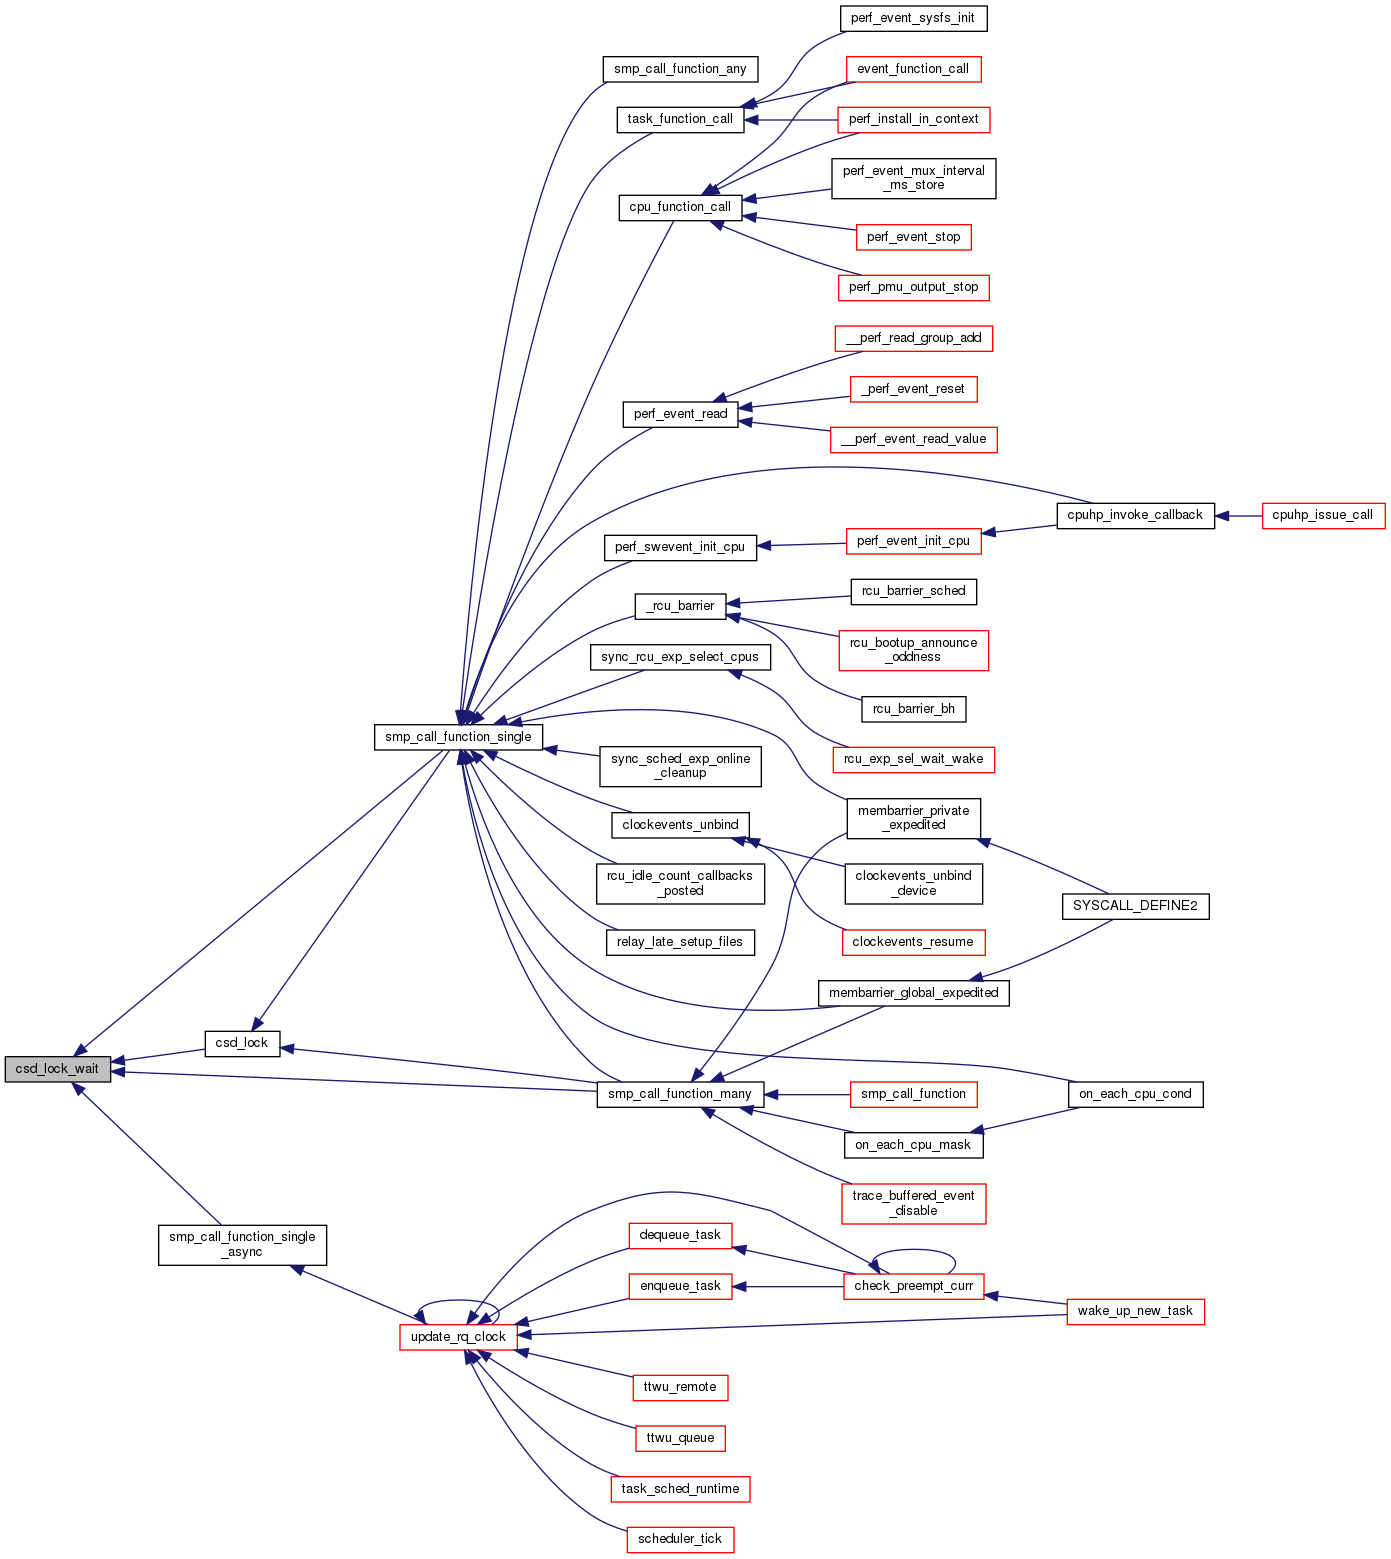 perf_event_sysfs_init
smp_call_function_any
event_function_call
task_function_call
perf_install_in_context
perf_event_mux_interval
_ms_store
cpu_function_call
perf_event_stop
perf_pmu_output_stop
__perf_read_group_add
_perf_event_reset
perf_event_read
__perf_event_read_value
cpuhp_invoke_callback
cpuhp_issue_call
perf_swevent_init_cpu
perf_event_init_cpu
rcu_barrier_sched
_rcu_barrier
rcu_bootup_announce
_oddness
sync_rcu_exp_select_cpus
rcu_barrier_bh
smp_call_function_single
sync_sched_exp_online
_cleanup
rcu_exp_sel_wait_wake
membarrier_private
_expedited
clockevents_unbind
rcu_idle_count_callbacks
_posted
clockevents_unbind
_device
SYSCALL_DEFINE2
relay_late_setup_files
clockevents_resume
membarrier_global_expedited
csd_lock
csd_lock_wait
smp_call_function_many
smp_call_function
on_each_cpu_cond
on_each_cpu_mask
trace_buffered_event
_disable
smp_call_function_single
_async
dequeue_task
enqueue_task
check_preempt_curr
wake_up_new_task
update_rq_clock
ttwu_remote
ttwu_queue
task_sched_runtime
scheduler_tick